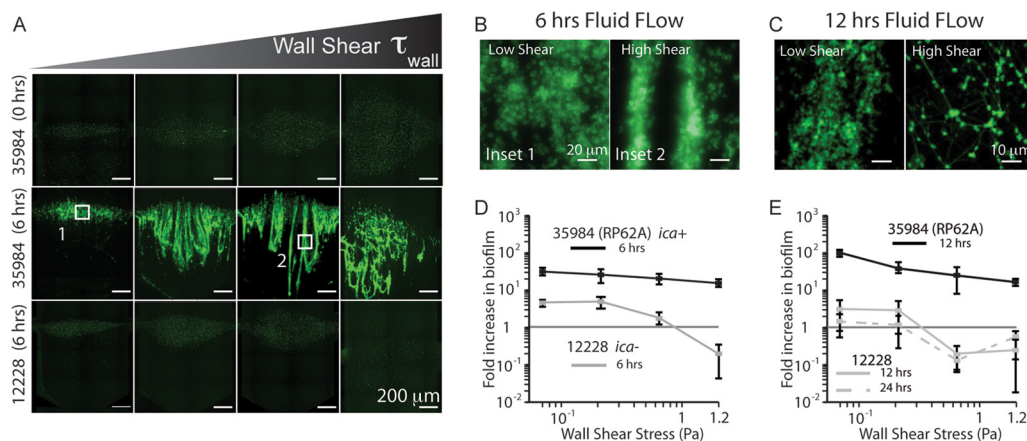 A
Wall Shear τ wall
35984 (0 hrs)
35984 (6 hrs)
12228 (6 hrs)
1
2
200 μm
B
6 hrs Fluid FLow
Low Shear
High Shear
Inset 1
20 μm
Inset 2
C
12 hrs Fluid FLow
Low Shear
High Shear
10 μm
D
Fold increase in biofilm
10³
10²
10¹
1
10⁻¹
10⁻²
35984 (RP62A) ica+
6 hrs
12228 ica-
6 hrs
10⁻¹
1
1.2
Wall Shear Stress (Pa)
E
Fold increase in biofilm
10³
10²
10¹
1
10⁻¹
10⁻²
35984 (RP62A)
12 hrs
12228
12 hrs
24 hrs
10⁻¹
1
1.2
Wall Shear Stress (Pa)